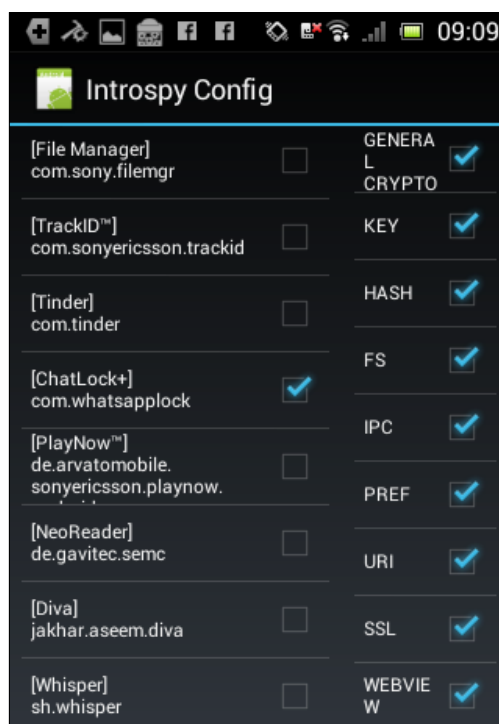 09:09
Introspy Config
[File Manager]
com.sony.filemgr
[TrackID™]
com.sonyericsson.trackid
[Tinder]
com.tinder
[ChatLock+]
com.whatsapplock
[PlayNow™]
de.arvatomobile.
sonyericsson.playnow.
[NeoReader]
de.gavitec.semc
[Diva]
jakhar.aseem.diva
[Whisper]
sh.whisper
GENERA
L
CRYPTO
KEY
HASH
FS
IPC
PREF
URI
SSL
WEBVIE
W